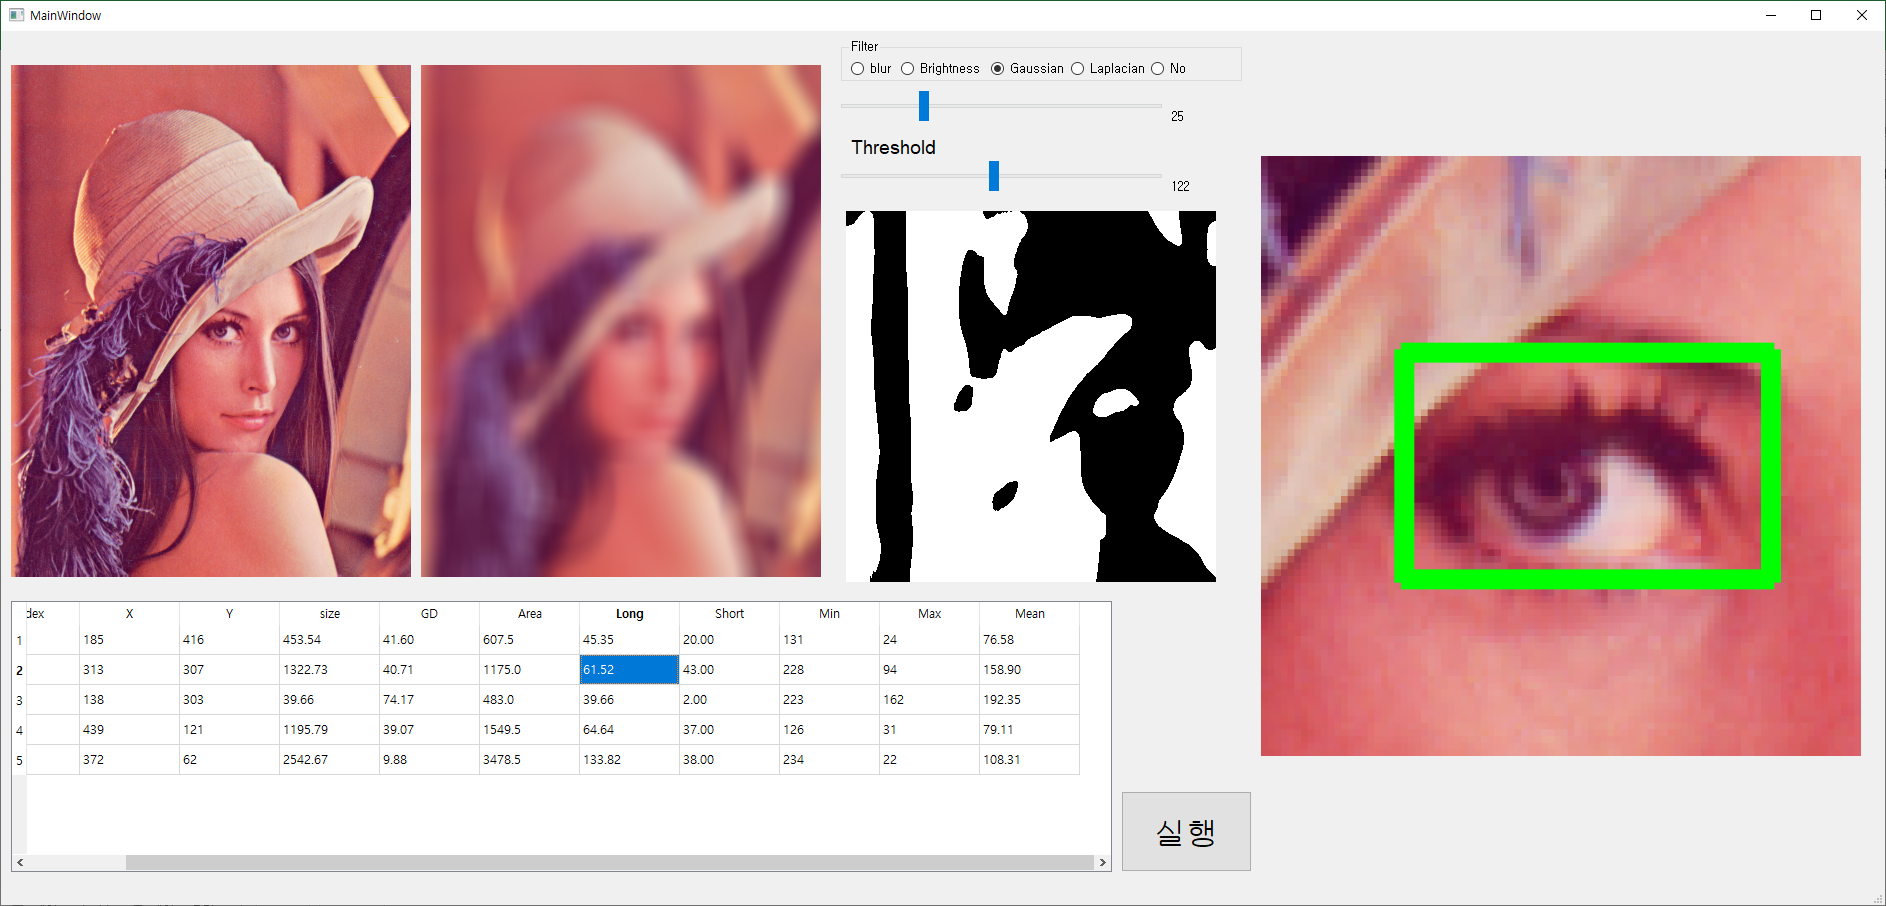 MainWindow
Filter
blur Brightness Gaussian Laplacian No
25
Threshold
122
dex X Y size GD Area Long Short Min Max Mean
1 185 416 453.54 41.60 607.5 45.35 20.00 131 24 76.58
2 313 307 1322.73 40.71 1175.0 61.52 43.00 228 94 158.90
3 138 303 39.66 74.17 483.0 39.66 2.00 223 162 192.35
4 439 121 1195.79 39.07 1549.5 64.64 37.00 126 31 79.11
5 372 62 2542.67 9.88 3478.5 133.82 38.00 234 22 108.31
실행